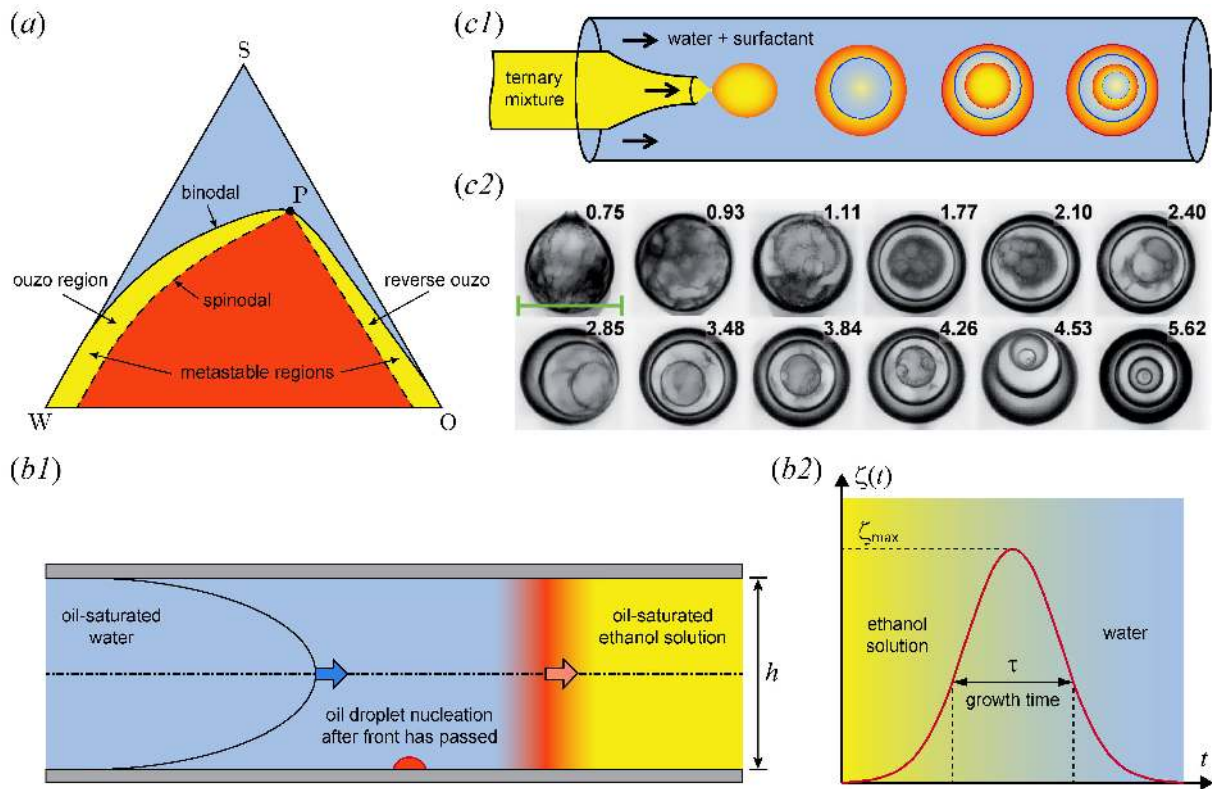 (a)
S
P
binodal
ouzo region
spinodal
reverse ouzo
metastable regions
W
O
(c1)
water + surfactant
ternary
mixture
(c2)
0.75
0.93
1.11
1.77
2.10
2.40
2.85
3.48
3.84
4.26
4.53
5.62
(b1)
oil-saturated
water
oil-saturated
ethanol solution
h
oil droplet nucleation
after front has passed
(b2)
ζ(t)
ζmax
ethanol
solution
water
τ
growth time
t